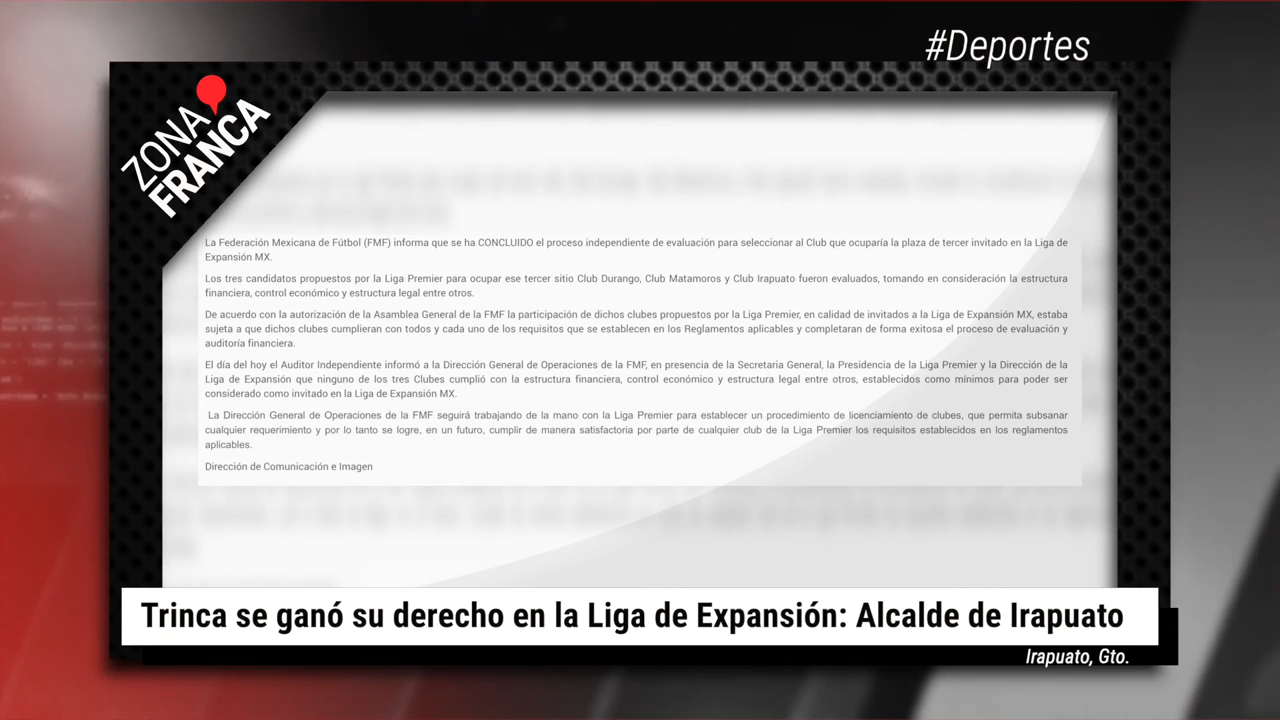 #Deportes
ZONA
FRANCA
La Federación Mexicana de Fútbol (FMF) informa que se ha CONCLUIDO el proceso independiente de evaluación para seleccionar al Club que ocuparía la plaza de tercer invitado en la Liga de
Expansión MX.
Los tres candidatos propuestos por la Liga Premier para ocupar ese tercer sitio Club Durango, Club Matamoros y Club Irapuato fueron evaluados, tomando en consideración la estructura
financiera, control económico y estructura legal entre otros.
De acuerdo con la autorización de la Asamblea General de la FMF la participación de dichos clubes propuestos por la Liga Premier, en calidad de invitados a la Liga de Expansión MX, estaba
sujeta a que dichos clubes cumplieran con todos y cada uno de los requisitos que se establecen en los Reglamentos aplicables y completaran de forma exitosa el proceso de evaluación y
auditoría financiera.
El día del hoy el Auditor Independiente informó a la Dirección General de Operaciones de la FMF, en presencia de la Secretaria General, la Presidencia de la Liga Premier y la Dirección de la
Liga de Expansión que ninguno de los tres Clubes cumplió con la estructura financiera, control económico y estructura legal entre otros, establecidos como mínimos para poder ser
considerado como invitado en la Liga de Expansión MX.
La Dirección General de Operaciones de la FMF seguirá trabajando de la mano con la Liga Premier para establecer un procedimiento de licenciamiento de clubes, que permita subsanar
cualquier requerimiento y por lo tanto se logre, en un futuro, cumplir de manera satisfactoria por parte de cualquier club de la Liga Premier los requisitos establecidos en los reglamentos
aplicables.
Dirección de Comunicación e Imagen
Trinca se ganó su derecho en la Liga de Expansión: Alcalde de Irapuato
Irapuato, Gto.